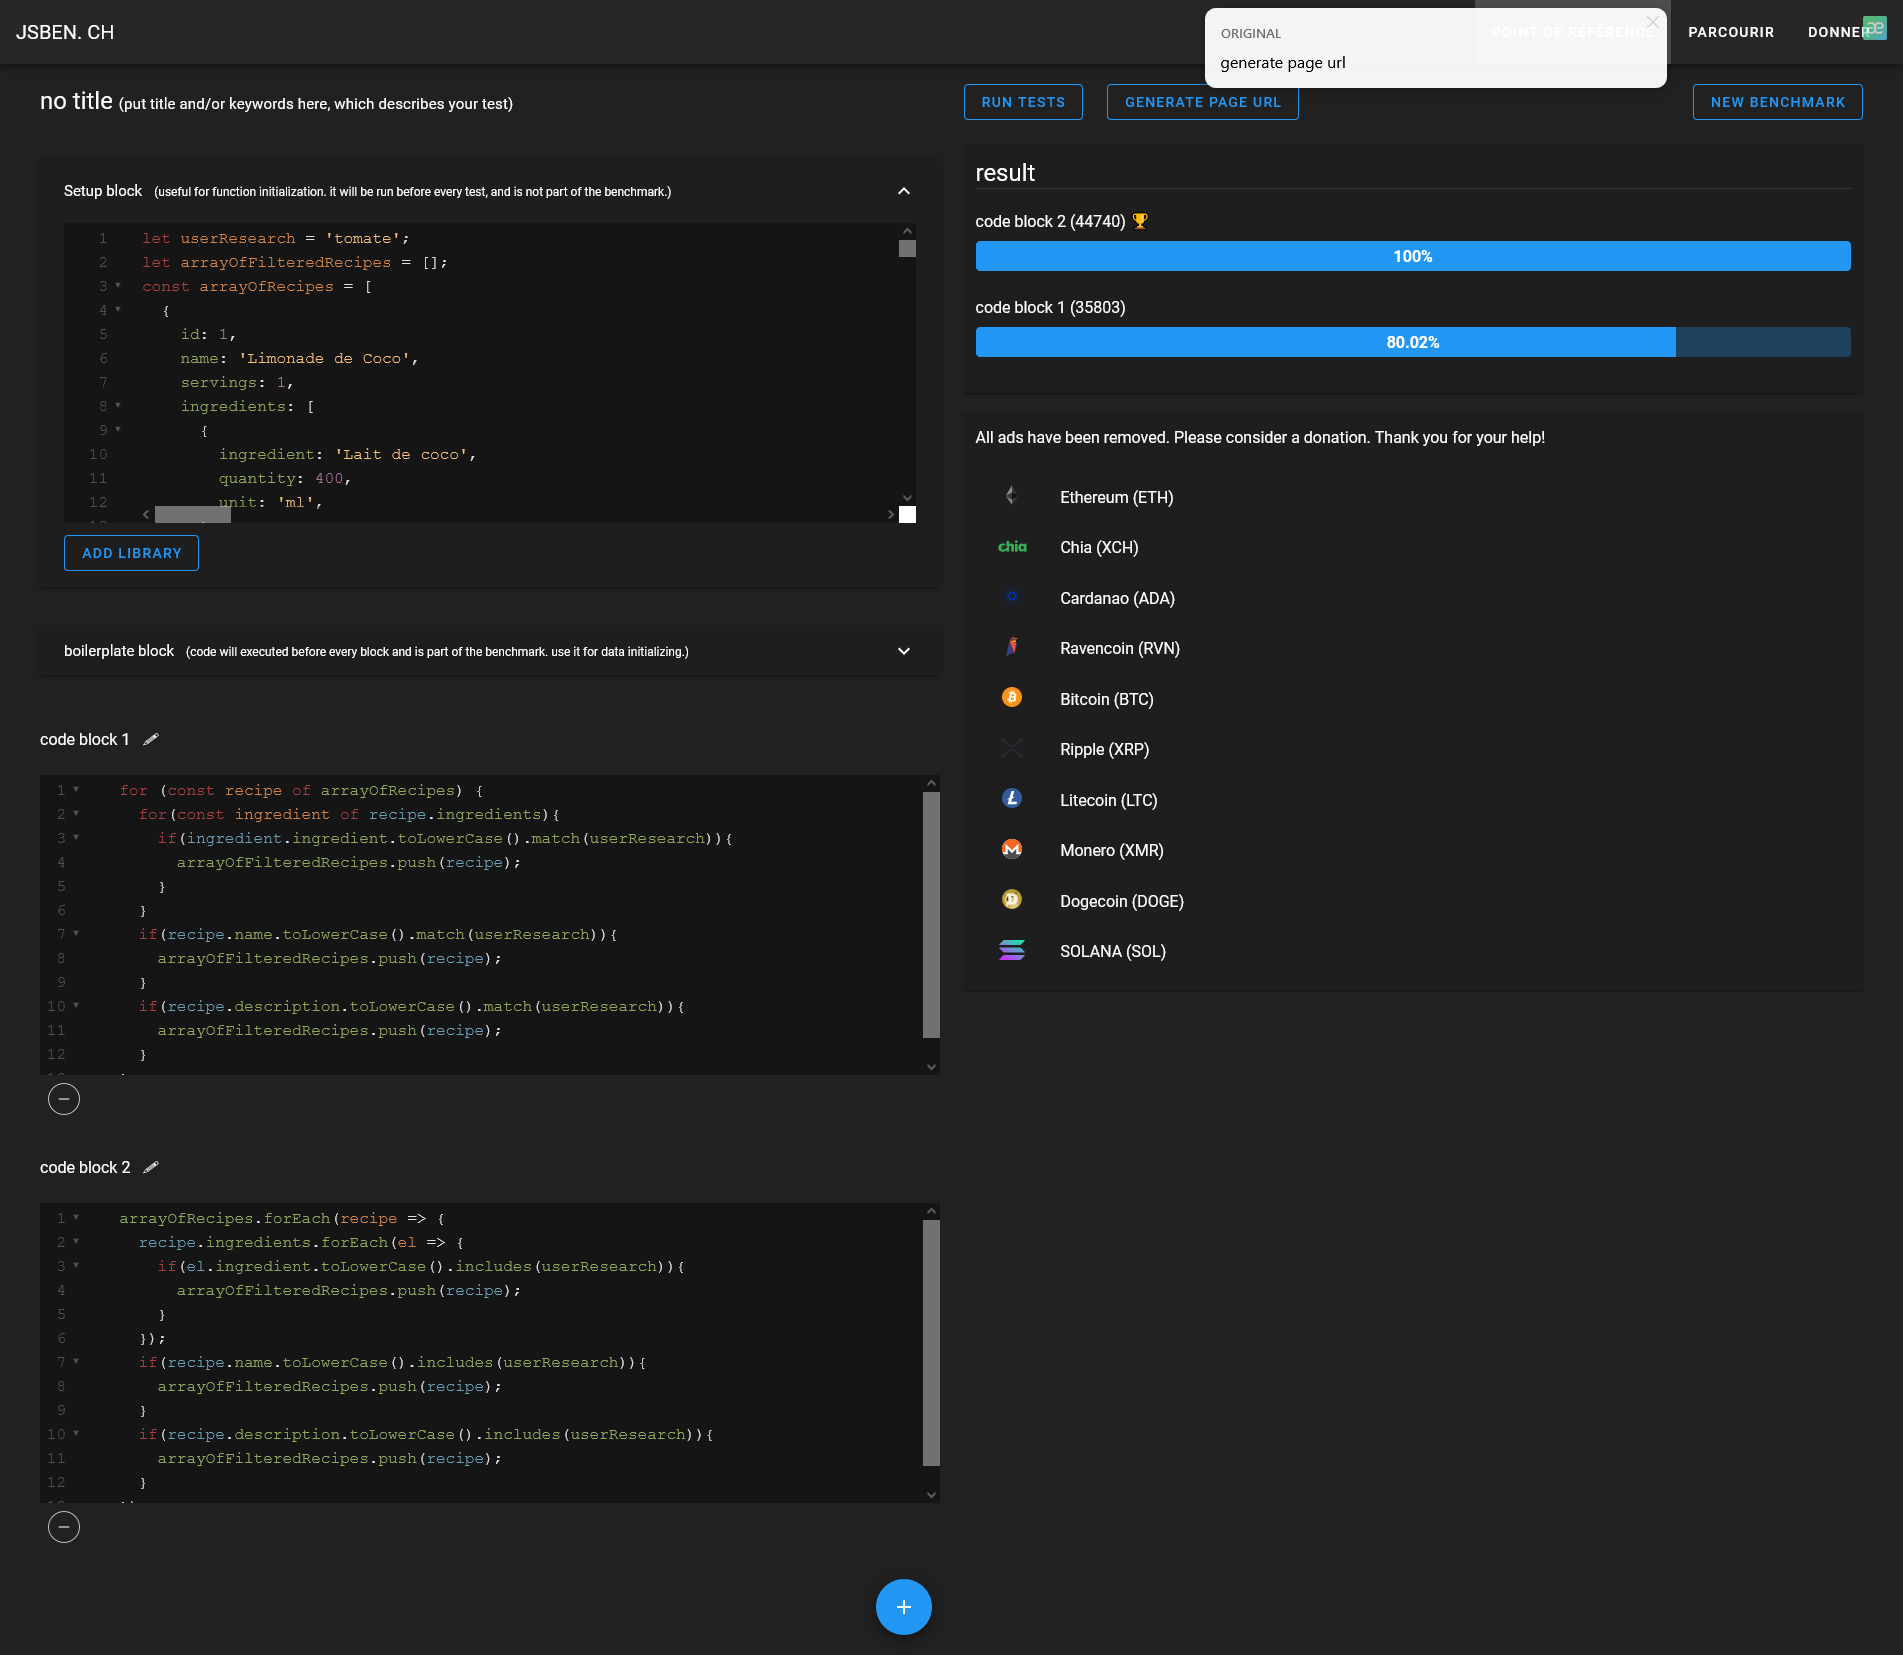 JSBEN. CH
ORIGINAL
generate page url
POINT DE RÉFÉRENCE
PARCOURIR
DONNER
no title (put title and/or keywords here, which describes your test)
RUN TESTS
GENERATE PAGE URL
NEW BENCHMARK
Setup block (useful for function initialization. it will be run before every test, and is not part of the benchmark.)
1 let userResearch = 'tomate';
2 let arrayOfFilteredRecipes = [];
3 const arrayOfRecipes = [
4 {
5 id: 1,
6 name: 'Limonade de Coco',
7 servings: 1,
8 ingredients: [
9 {
10 ingredient: 'Lait de coco',
11 quantity: 400,
12 unit: 'ml',
ADD LIBRARY
boilerplate block (code will executed before every block and is part of the benchmark. use it for data initializing.)
code block 1
1 for (const recipe of arrayOfRecipes) {
2 for(const ingredient of recipe.ingredients){
3 if(ingredient.ingredient.toLowerCase().match(userResearch)){
4 arrayOfFilteredRecipes.push(recipe);
5 }
6 }
7 if(recipe.name.toLowerCase().match(userResearch)){
8 arrayOfFilteredRecipes.push(recipe);
9 }
10 if(recipe.description.toLowerCase().match(userResearch)){
11 arrayOfFilteredRecipes.push(recipe);
12 }
code block 2
1 arrayOfRecipes.forEach(recipe => {
2 recipe.ingredients.forEach(el => {
3 if(el.ingredient.toLowerCase().includes(userResearch)){
4 arrayOfFilteredRecipes.push(recipe);
5 }
6 });
7 if(recipe.name.toLowerCase().includes(userResearch)){
8 arrayOfFilteredRecipes.push(recipe);
9 }
10 if(recipe.description.toLowerCase().includes(userResearch)){
11 arrayOfFilteredRecipes.push(recipe);
12 }
result
code block 2 (44740)
100%
code block 1 (35803)
80.02%
All ads have been removed. Please consider a donation. Thank you for your help!
Ethereum (ETH)
chia Chia (XCH)
Cardanao (ADA)
Ravencoin (RVN)
Bitcoin (BTC)
Ripple (XRP)
Litecoin (LTC)
Monero (XMR)
Dogecoin (DOGE)
SOLANA (SOL)